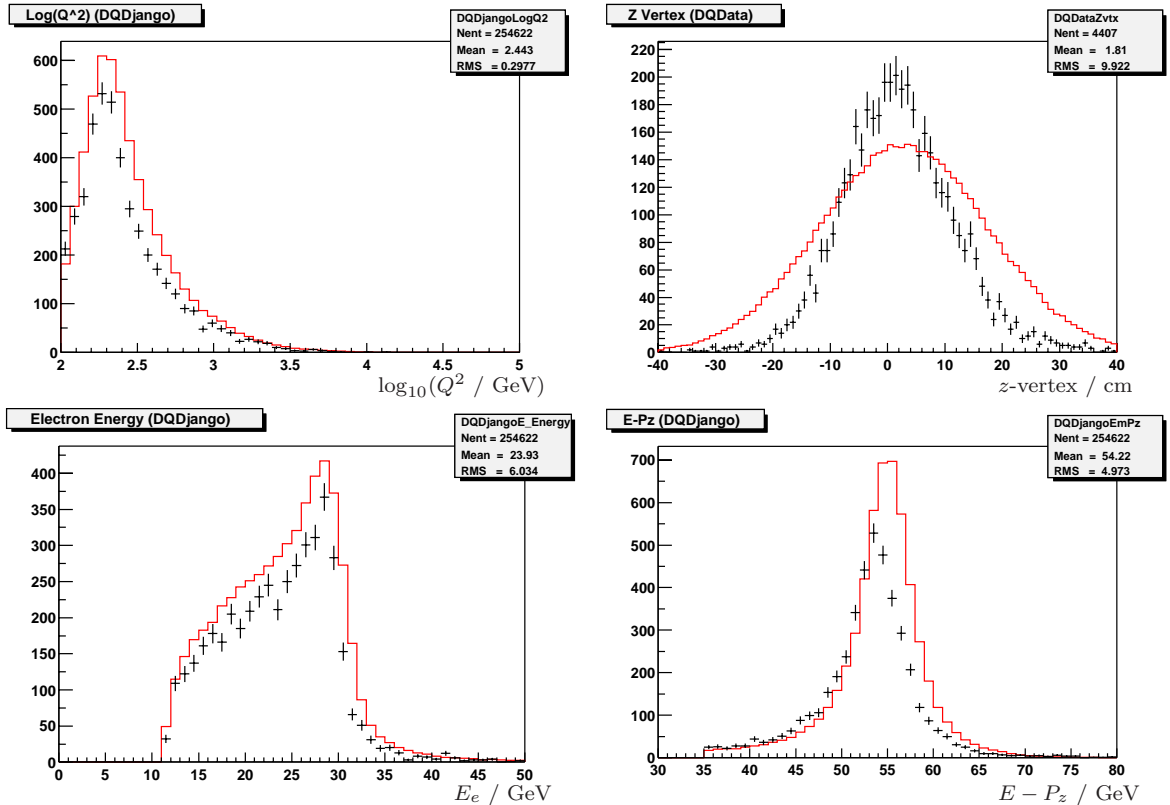 Log(Q^2) (DQDjango)
DQDjangoLogQ2
Nent = 254622
Mean = 2.443
RMS = 0.2977
600
500
400
300
200
100
0
2 2.5 3 3.5 4 4.5 5
log10(Q² / GeV)
Z Vertex (DQData)
DQDataZvtx
Nent = 4407
Mean = 1.81
RMS = 9.922
220
200
180
160
140
120
100
80
60
40
20
0
-40 -30 -20 -10 0 10 20 30 40
z-vertex / cm
Electron Energy (DQDjango)
DQDjangoE_Energy
Nent = 254622
Mean = 23.93
RMS = 6.034
400
350
300
250
200
150
100
50
0
0 5 10 15 20 25 30 35 40 45 50
Ee / GeV
E-Pz (DQDjango)
DQDjangoEmPz
Nent = 254622
Mean = 54.22
RMS = 4.973
700
600
500
400
300
200
100
0
30 35 40 45 50 55 60 65 70 75 80
E − Pz / GeV